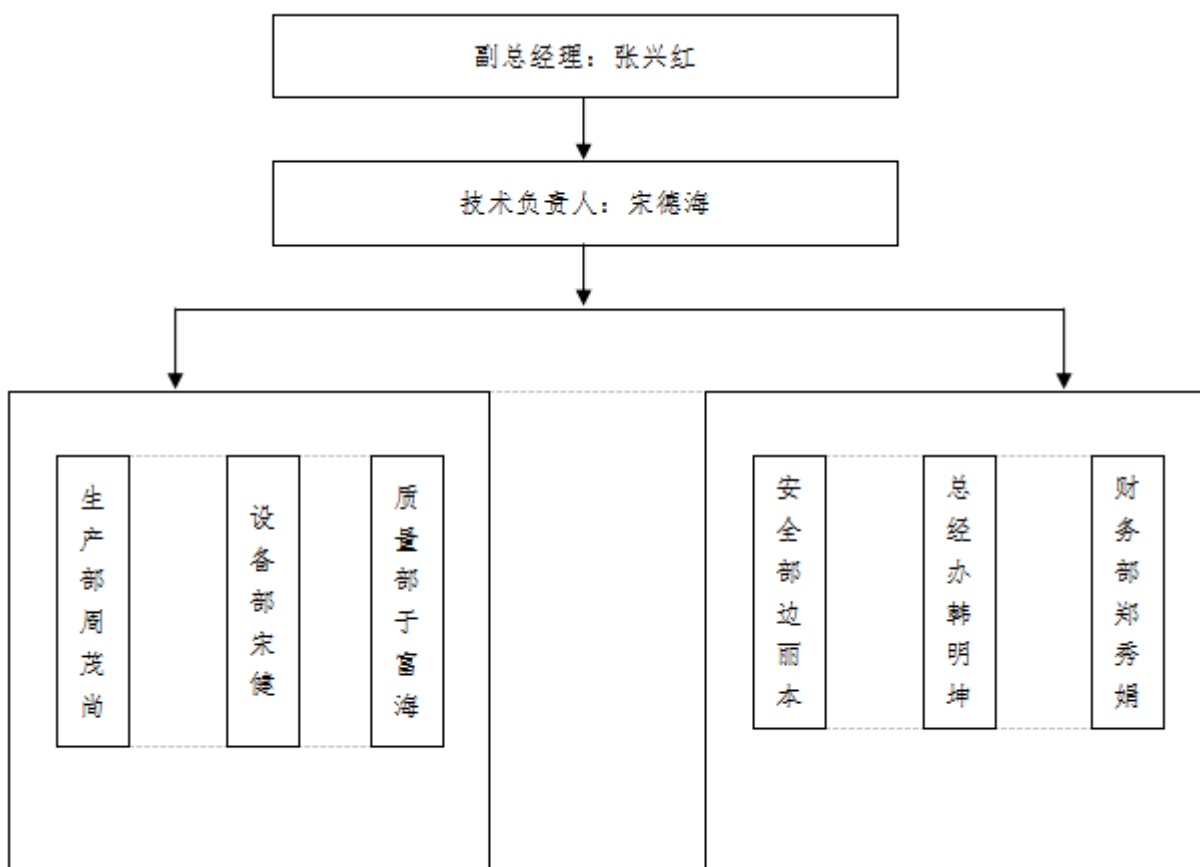 副总经理：张兴红
技术负责人：宋德海
生产部周茂尚
设备部宋健
质量部于富海
安全部边丽本
总经办韩明坤
财务部郑秀娟